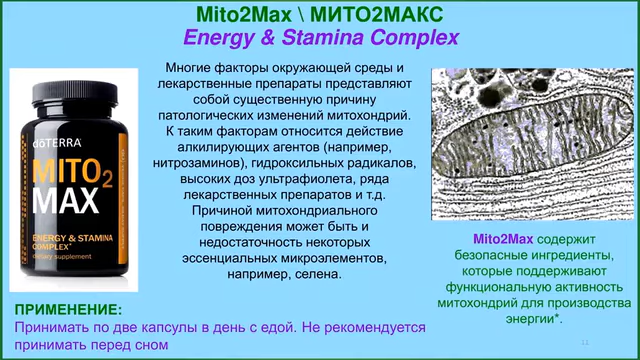 Mito2Max \ МИТО2МАКС
Energy & Stamina Complex
Многие факторы окружающей среды и
лекарственные препараты представляют
собой существенную причину
патологических изменений митохондрий.
К таким факторам относится действие
алкилирующих агентов (например,
нитрозаминов), гидроксильных радикалов,
высоких доз ультрафиолета, ряда
лекарственных препаратов и т.д.
Причиной митохондриального
повреждения может быть и
недостаточность некоторых
эссенциальных микроэлементов,
например, селена.
dōTERRA
MITO2
MAX
ENERGY & STAMINA
COMPLEX*
dietary supplement
Mito2Max содержит
безопасные ингредиенты,
которые поддерживают
функциональную активность
митохондрий для производства
энергии*.
ПРИМЕНЕНИЕ:
Принимать по две капсулы в день с едой. Не рекомендуется
принимать перед сном
11